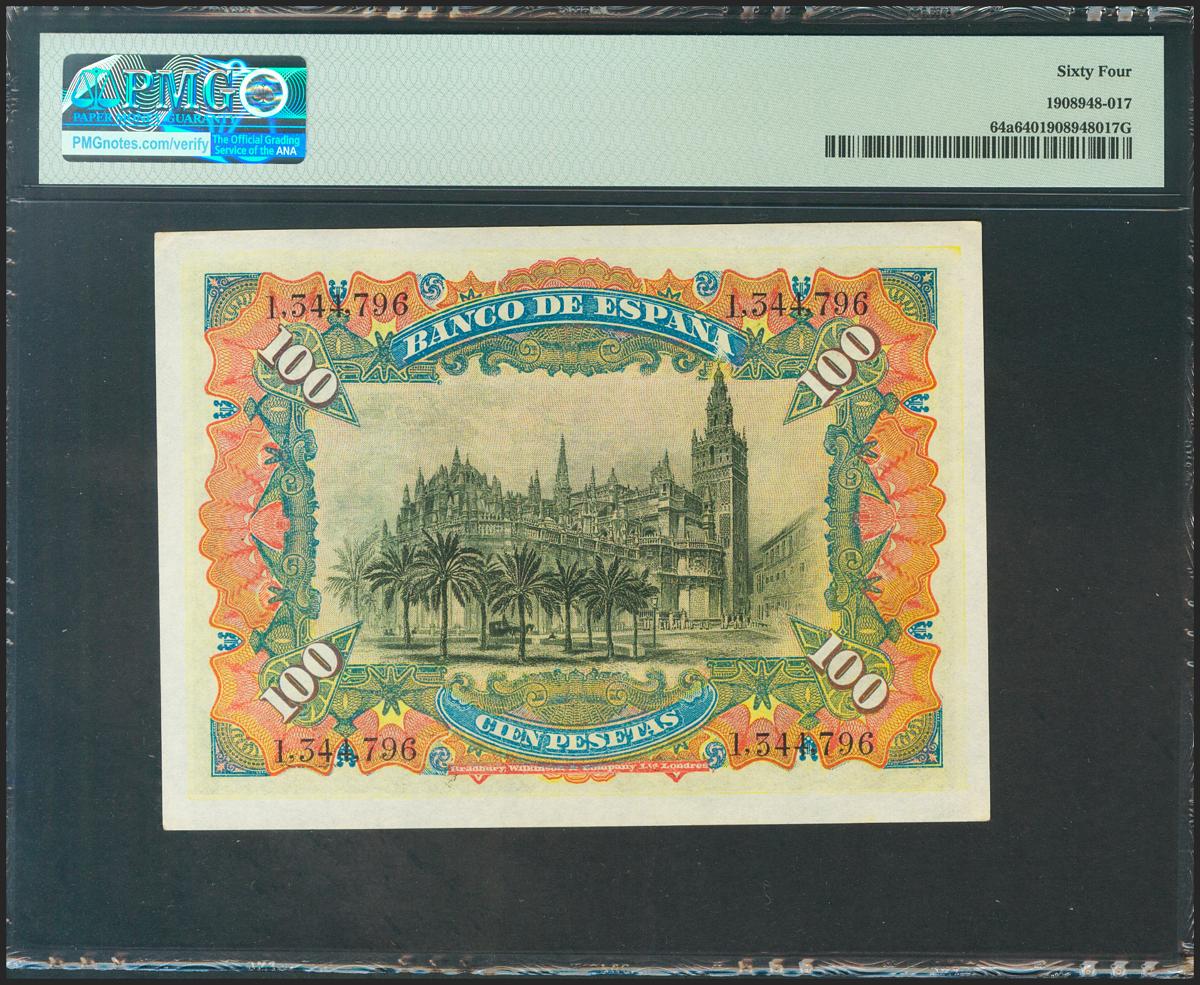 PMG
PAPER MONEY GUARANTY
PMGnotes.com/verify
The Official Grading
Service of the ANA
Sixty Four
1908948-017
64a6401908948017G
1,344,796
1,344,796
BANCO DE ESPAÑA
100
100
100
100
CIEN PESETAS
1,344,796
1,344,796
Bradbury, Wilkinson & Company Ld. Londres